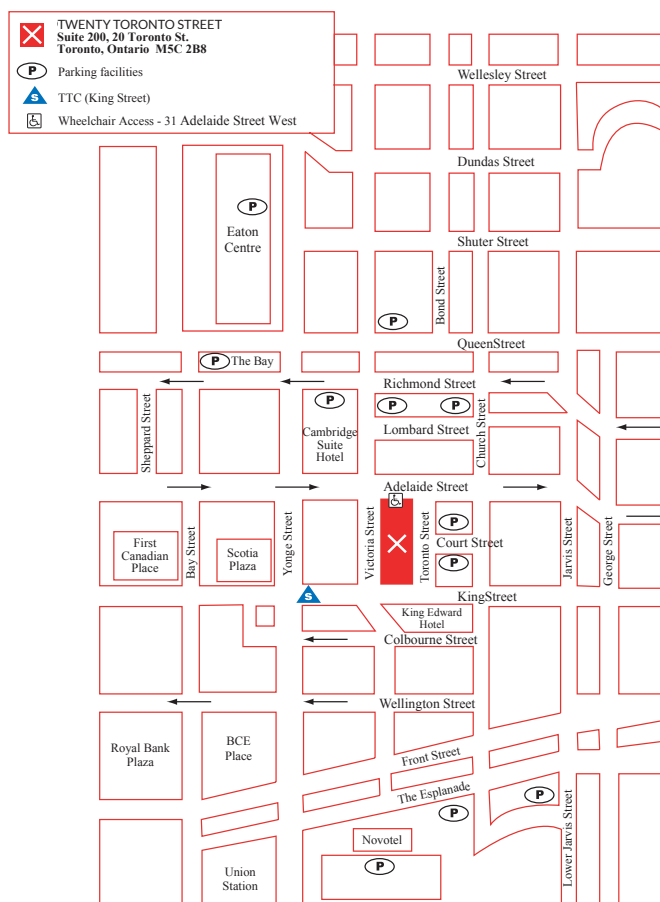 TWENTY TORONTO STREET
Suite 200, 20 Toronto St.
Toronto, Ontario  M5C 2B8
P Parking facilities
S TTC (King Street)
Wheelchair Access - 31 Adelaide Street West
Wellesley Street
Dundas Street
P
Eaton
Centre
Shuter Street
Bond Street
P
QueenStreet
P The Bay
Richmond Street
Sheppard Street
P
P
P
Cambridge
Suite
Hotel
Lombard Street
Church Street
Adelaide Street
First
Canadian
Place
Bay Street
Scotia
Plaza
Yonge Street
Victoria Street
Toronto Street
P
Court Street
P
Jarvis Street
George Street
S
KingStreet
King Edward
Hotel
Colbourne Street
Wellington Street
Royal Bank
Plaza
BCE
Place
Front Street
The Esplanade
P
P
Lower Jarvis Street
Novotel
P
Union
Station